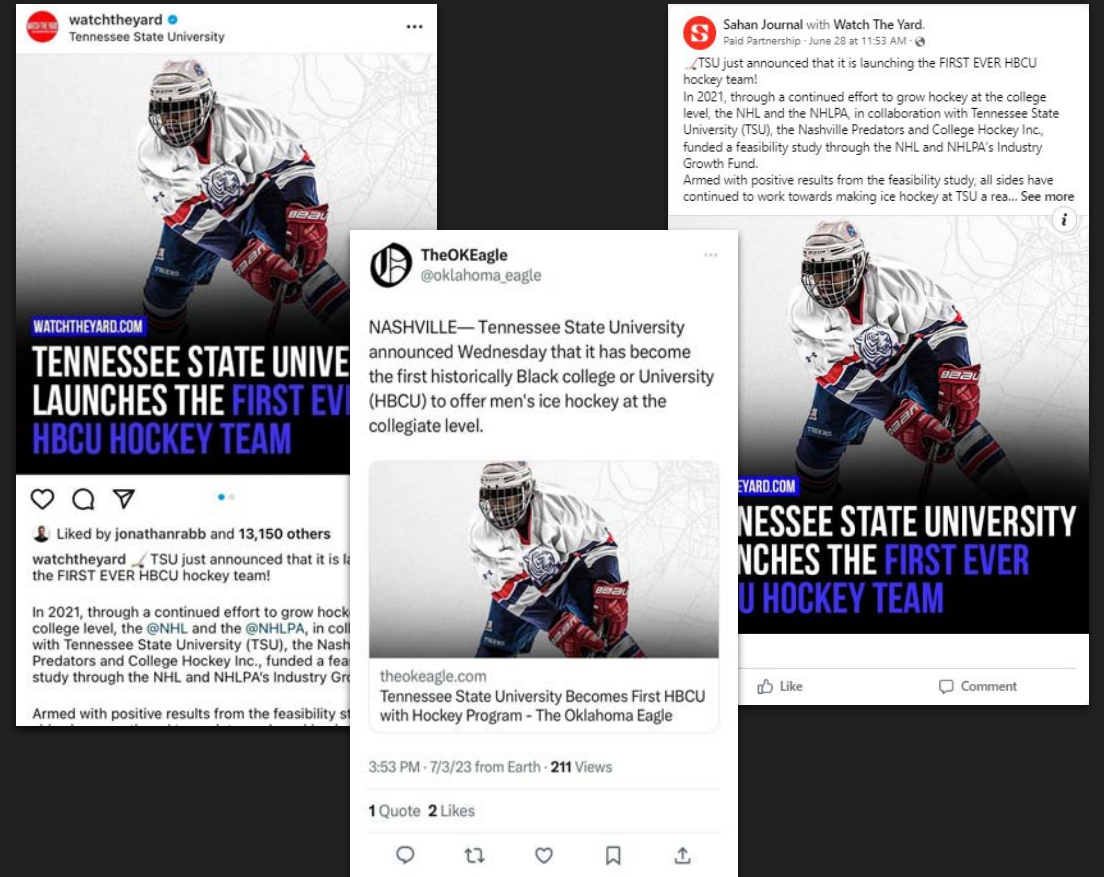 watchtheyard
Tennessee State University
WATCHTHEYARD.COM
TENNESSEE STATE UNIVE
LAUNCHES THE FIRST EV
HBCU HOCKEY TEAM
Liked by jonathanrabb and 13,150 others
watchtheyard TSU just announced that it is la
the FIRST EVER HBCU hockey team!
In 2021, through a continued effort to grow hock
college level, the @NHL and the @NHLPA, in coll
with Tennessee State University (TSU), the Nash
Predators and College Hockey Inc., funded a feas
study through the NHL and NHLPA's Industry Gro
Armed with positive results from the feasibility st
TheOKEagle
@oklahoma_eagle
NASHVILLE— Tennessee State University
announced Wednesday that it has become
the first historically Black college or University
(HBCU) to offer men's ice hockey at the
collegiate level.
theokeagle.com
Tennessee State University Becomes First HBCU
with Hockey Program - The Oklahoma Eagle
3:53 PM · 7/3/23 from Earth · 211 Views
1 Quote 2 Likes
Sahan Journal with Watch The Yard.
Paid Partnership · June 28 at 11:53 AM ·
TSU just announced that it is launching the FIRST EVER HBCU
hockey team!
In 2021, through a continued effort to grow hockey at the college
level, the NHL and the NHLPA, in collaboration with Tennessee State
University (TSU), the Nashville Predators and College Hockey Inc.,
funded a feasibility study through the NHL and NHLPA's Industry
Growth Fund.
Armed with positive results from the feasibility study, all sides have
continued to work towards making ice hockey at TSU a rea... See more
BAUER
TIGERS
EYARD.COM
NESSEE STATE UNIVERSITY
NCHES THE FIRST EVER
U HOCKEY TEAM
Like
Comment